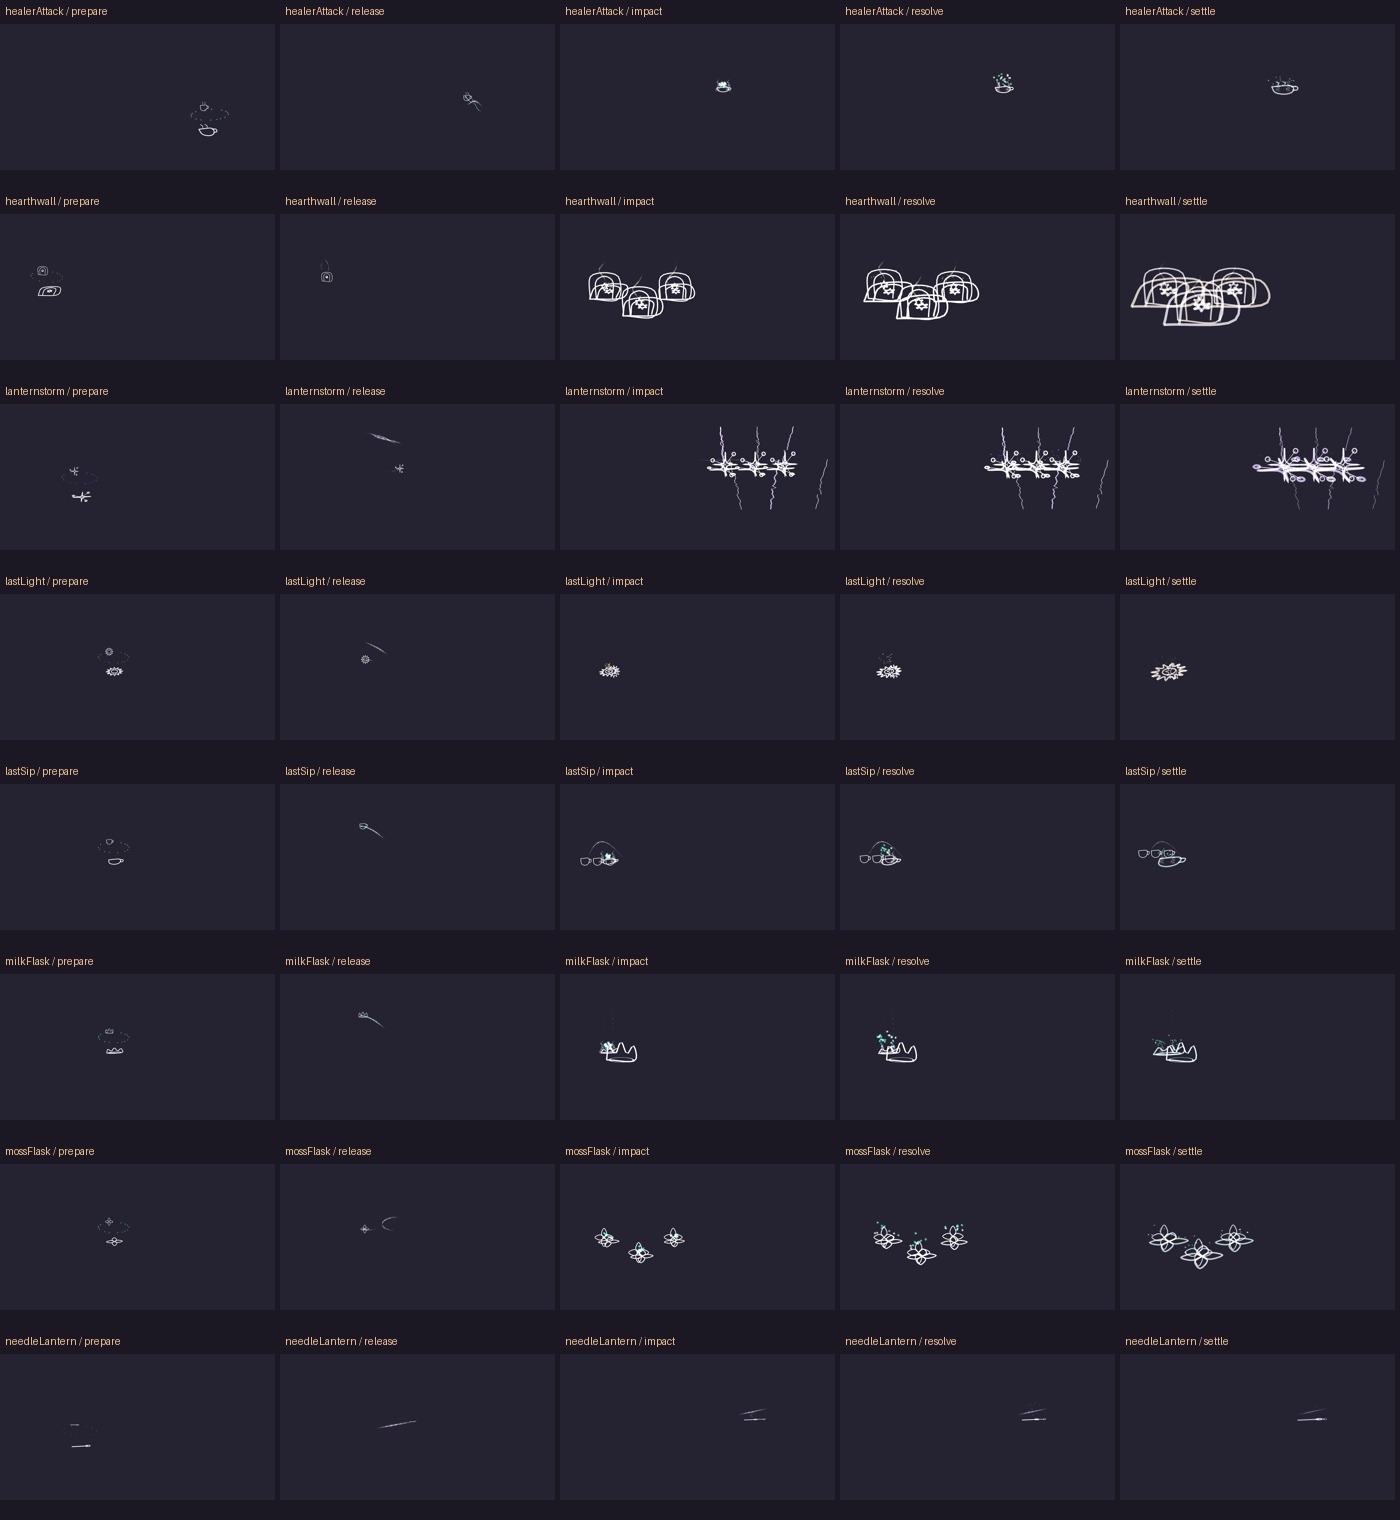 healerAttack / prepare healerAttack / release healerAttack / impact healerAttack / resolve healerAttack / settle
hearthwall / prepare hearthwall / release hearthwall / impact hearthwall / resolve hearthwall / settle
lanternstorm / prepare lanternstorm / release lanternstorm / impact lanternstorm / resolve lanternstorm / settle
lastLight / prepare lastLight / release lastLight / impact lastLight / resolve lastLight / settle
lastSip / prepare lastSip / release lastSip / impact lastSip / resolve lastSip / settle
milkFlask / prepare milkFlask / release milkFlask / impact milkFlask / resolve milkFlask / settle
mossFlask / prepare mossFlask / release mossFlask / impact mossFlask / resolve mossFlask / settle
needleLantern / prepare needleLantern / release needleLantern / impact needleLantern / resolve needleLantern / settle